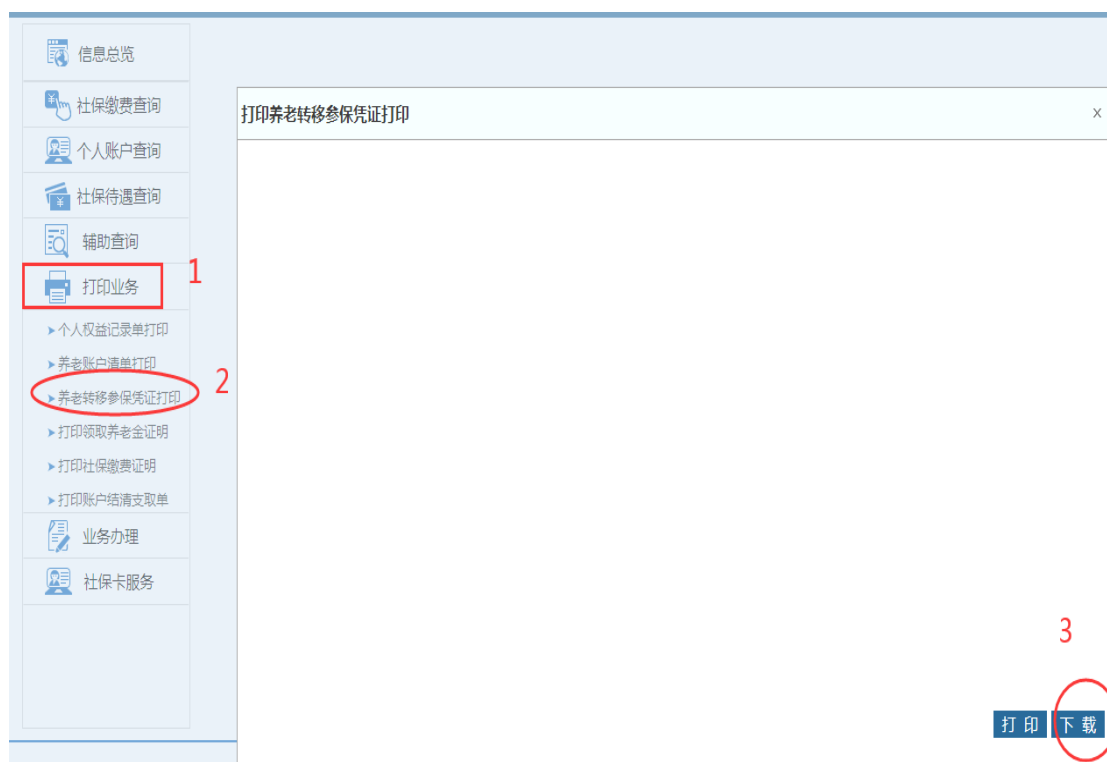 信息总览
社保缴费查询
个人账户查询
社保待遇查询
辅助查询
打印业务
1
个人权益记录单打印
养老账户清单打印
养老转移参保凭证打印
2
打印领取养老金证明
打印社保缴费证明
打印账户结清支取单
业务办理
社保卡服务
打印养老转移参保凭证打印
x
3
打 印
下 载